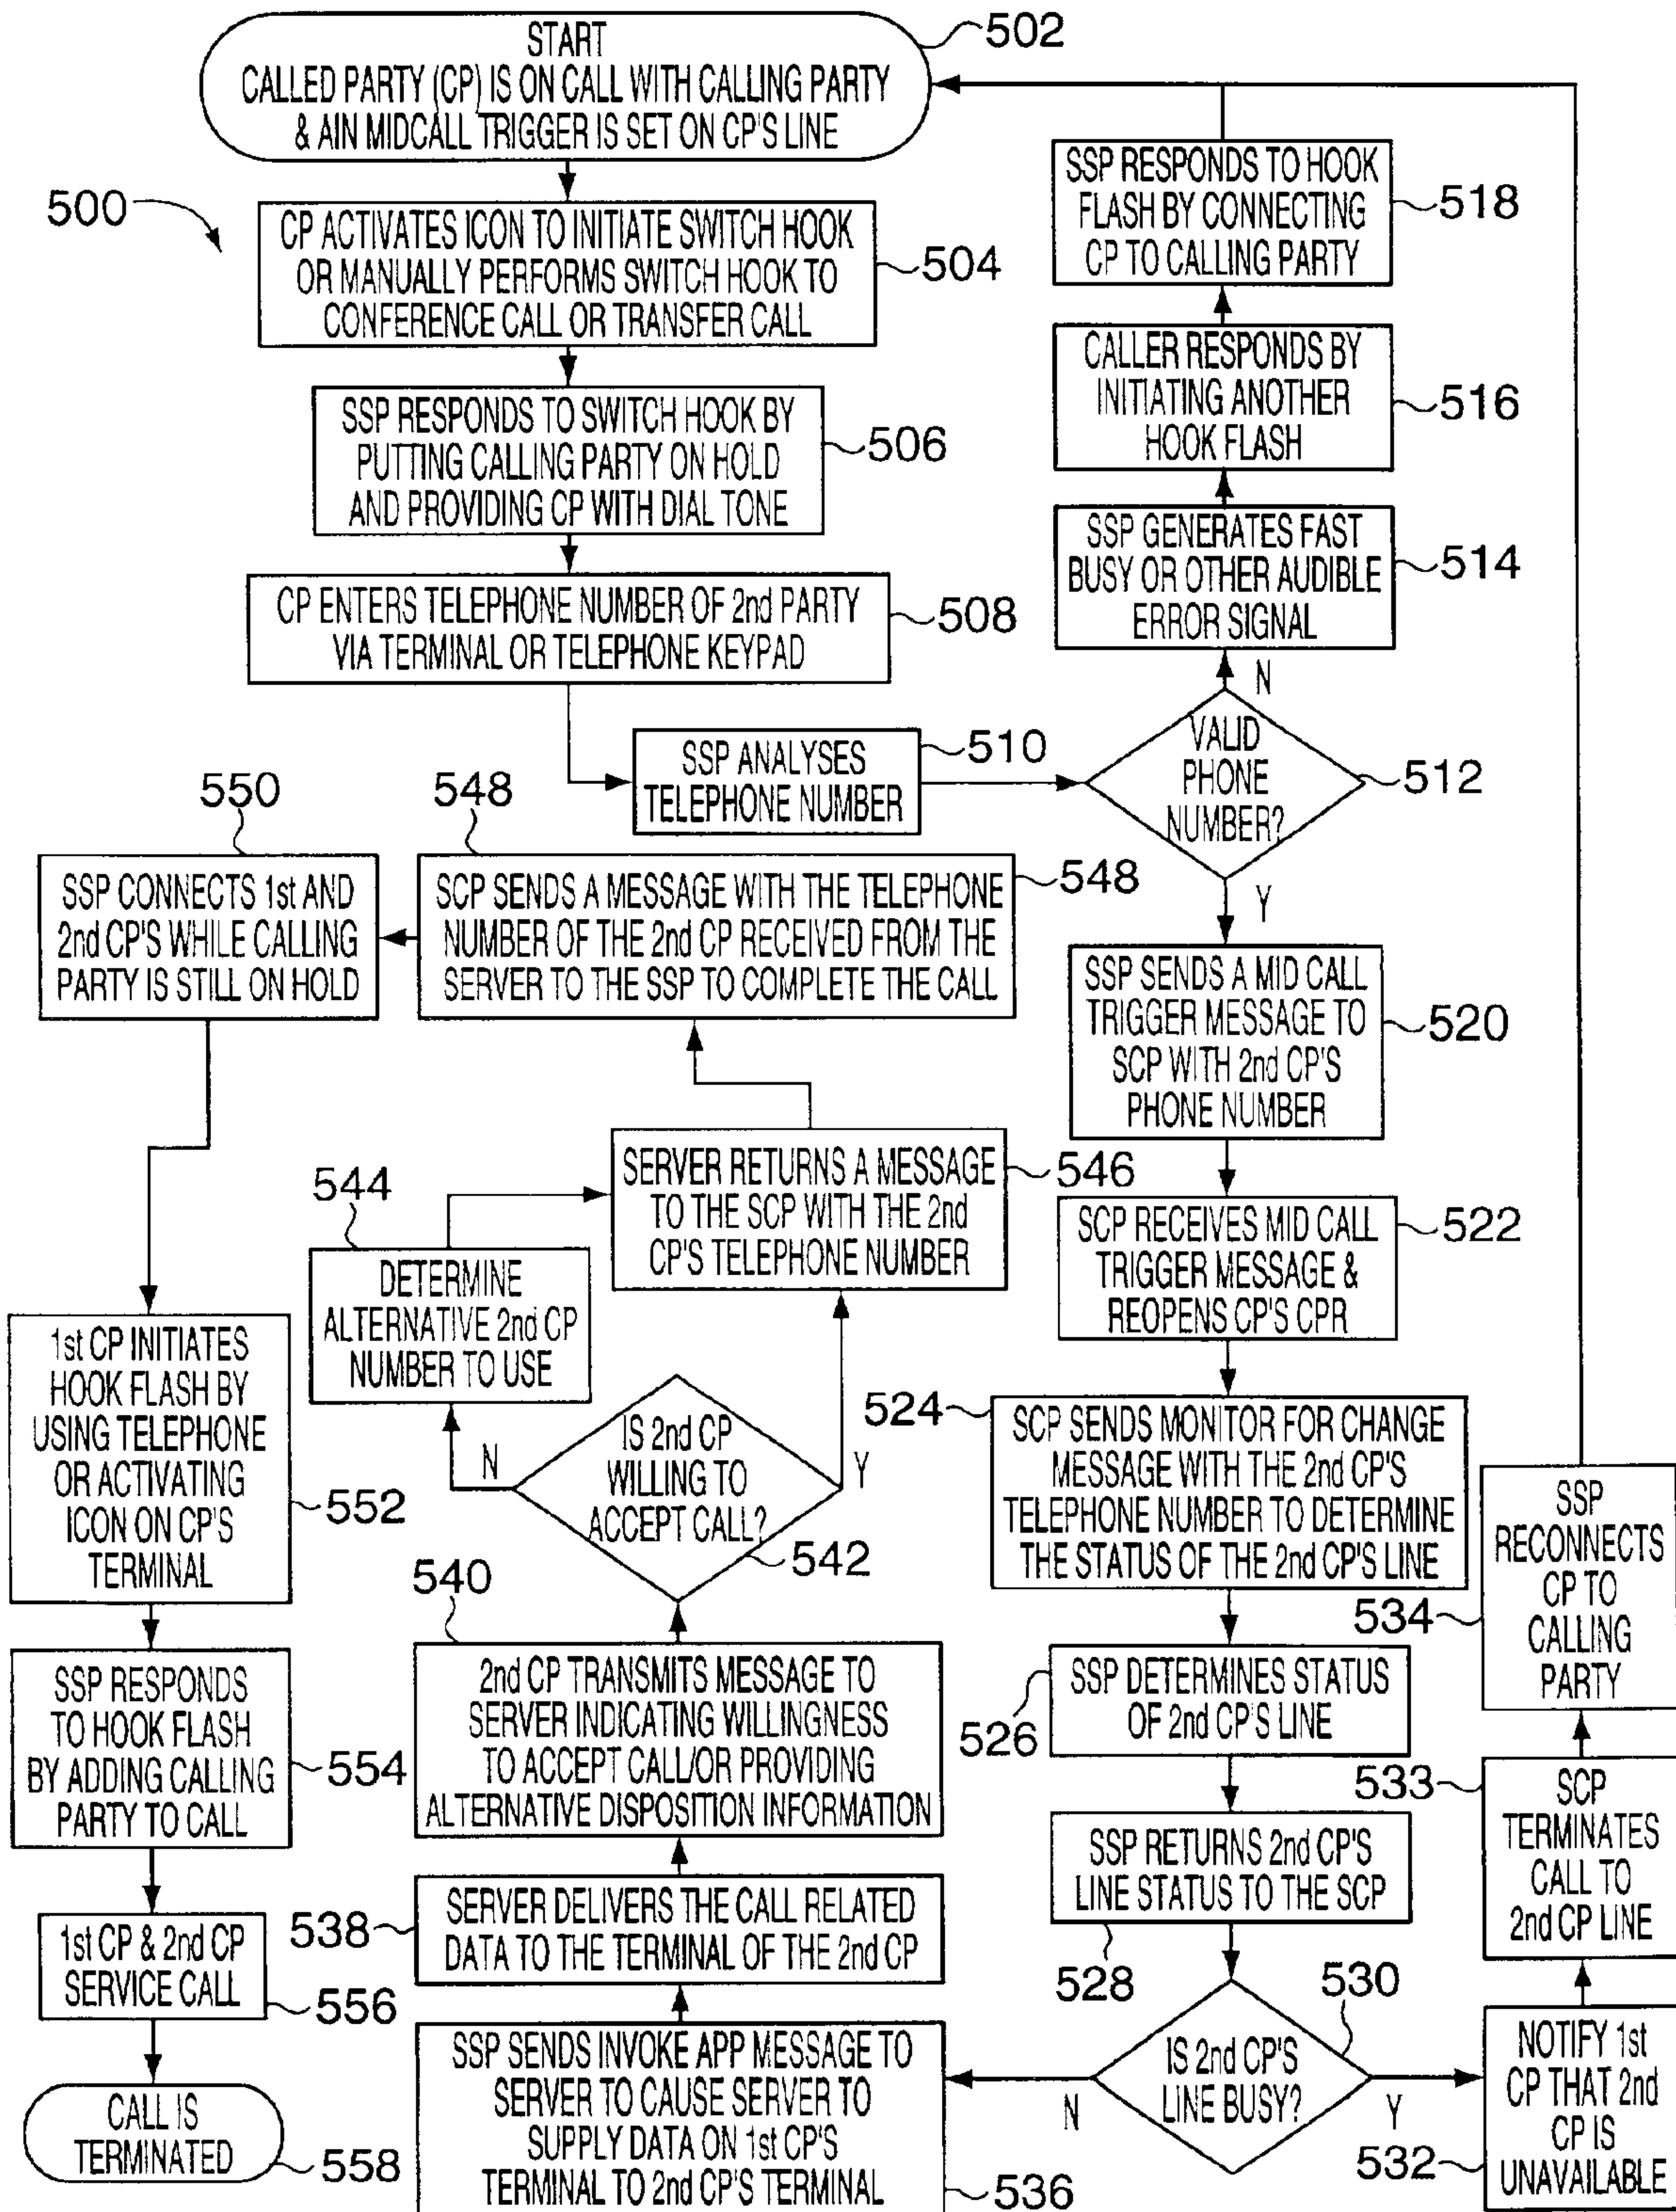 START
CALLED PARTY (CP) IS ON CALL WITH CALLING PARTY
& AIN MIDCALL TRIGGER IS SET ON CP'S LINE
502
500
CP ACTIVATES ICON TO INITIATE SWITCH HOOK
OR MANUALLY PERFORMS SWITCH HOOK TO
CONFERENCE CALL OR TRANSFER CALL
504
SSP RESPONDS TO SWITCH HOOK BY
PUTTING CALLING PARTY ON HOLD
AND PROVIDING CP WITH DIAL TONE
506
CP ENTERS TELEPHONE NUMBER OF 2nd PARTY
VIA TERMINAL OR TELEPHONE KEYPAD
508
SSP ANALYSES
TELEPHONE NUMBER
510
VALID
PHONE
NUMBER?
512
N
Y
SSP GENERATES FAST
BUSY OR OTHER AUDIBLE
ERROR SIGNAL
514
CALLER RESPONDS BY
INITIATING ANOTHER
HOOK FLASH
516
SSP RESPONDS TO HOOK
FLASH BY CONNECTING
CP TO CALLING PARTY
518
SSP SENDS A MID CALL
TRIGGER MESSAGE TO
SCP WITH 2nd CP'S
PHONE NUMBER
520
SCP RECEIVES MID CALL
TRIGGER MESSAGE &
REOPENS CP'S CPR
522
524
SCP SENDS MONITOR FOR CHANGE
MESSAGE WITH THE 2nd CP'S
TELEPHONE NUMBER TO DETERMINE
THE STATUS OF THE 2nd CP'S LINE
SSP DETERMINES STATUS
OF 2nd CP'S LINE
526
SSP RETURNS 2nd CP'S
LINE STATUS TO THE SCP
528
530
IS 2nd CP'S
LINE BUSY?
N
Y
NOTIFY 1st
CP THAT 2nd
CP IS
UNAVAILABLE
532
533
SCP
TERMINATES
CALL TO
2nd CP LINE
534
SSP
RECONNECTS
CP TO
CALLING
PARTY
SSP SENDS INVOKE APP MESSAGE TO
SERVER TO CAUSE SERVER TO
SUPPLY DATA ON 1st CP'S
TERMINAL TO 2nd CP'S TERMINAL
536
538
SERVER DELIVERS THE CALL RELATED
DATA TO THE TERMINAL OF THE 2nd CP
540
2nd CP TRANSMITS MESSAGE TO
SERVER INDICATING WILLINGNESS
TO ACCEPT CALL/OR PROVIDING
ALTERNATIVE DISPOSITION INFORMATION
IS 2nd CP
WILLING TO
ACCEPT CALL?
542
N
Y
544
DETERMINE
ALTERNATIVE 2nd CP
NUMBER TO USE
SERVER RETURNS A MESSAGE
TO THE SCP WITH THE 2nd
CP'S TELEPHONE NUMBER
546
548
SCP SENDS A MESSAGE WITH THE TELEPHONE
NUMBER OF THE 2nd CP RECEIVED FROM THE
SERVER TO THE SSP TO COMPLETE THE CALL
548
550
SSP CONNECTS 1st AND
2nd CP'S WHILE CALLING
PARTY IS STILL ON HOLD
1st CP INITIATES
HOOK FLASH BY
USING TELEPHONE
OR ACTIVATING
ICON ON CP'S
TERMINAL
552
SSP RESPONDS
TO HOOK FLASH
BY ADDING CALLING
PARTY TO CALL
554
1st CP & 2nd CP
SERVICE CALL
556
CALL IS
TERMINATED
558